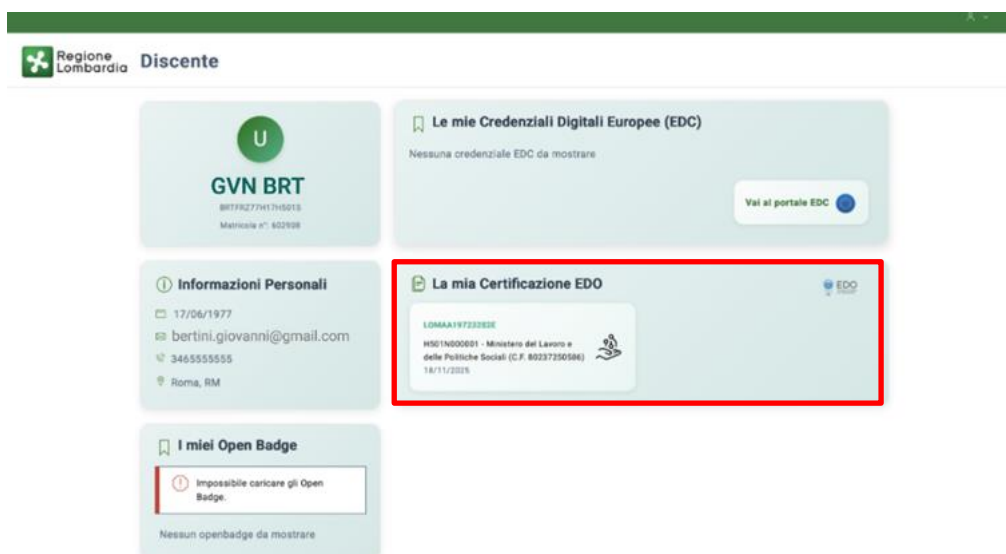 Regione
Lombardia
Discente
U
GVN BRT
Matricola n°: 602908
Le mie Credenziali Digitali Europee (EDC)
Nessuna credenziale EDC da mostrare
Vai al portale EDC
Informazioni Personali
17/06/1977
bertini.giovanni@gmail.com
3465555555
Roma, RM
La mia Certificazione EDO
EDO
H501N000001 - Ministero del Lavoro e
delle Politiche Sociali (C.F. 80237250586)
18/11/2025
I miei Open Badge
Impossibile caricare gli Open
Badge.
Nessun openbadge da mostrare